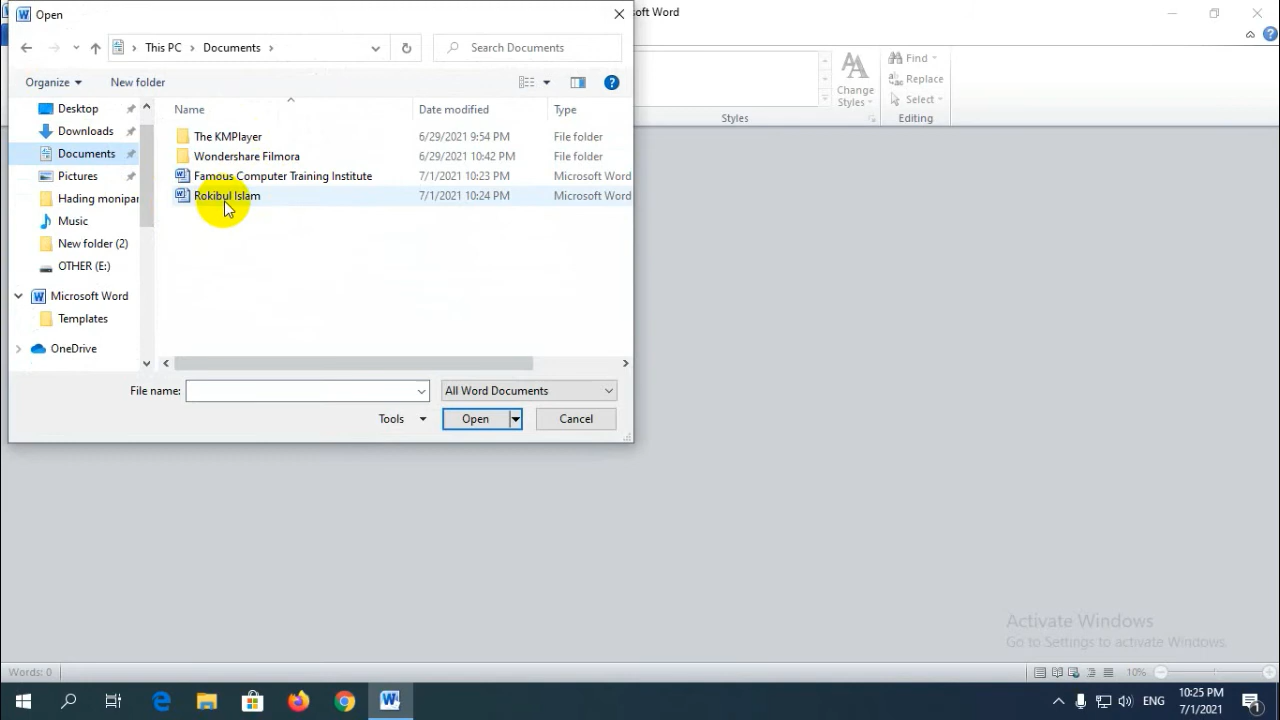 Open
soft Word
This PC
Documents
Search Documents
Organize
New folder
Find
Replace
Select
Change
Styles
Styles
Editing
Name
Date modified
Type
Desktop
Downloads
Documents
Pictures
Hading monipar
Music
New folder (2)
OTHER (E:)
Microsoft Word
Templates
OneDrive
The KMPlayer 6/29/2021 9:54 PM File folder
Wondershare Filmora 6/29/2021 10:42 PM File folder
Famous Computer Training Institute 7/1/2021 10:23 PM Microsoft Word
Rokibul Islam 7/1/2021 10:24 PM Microsoft Word
File name:
All Word Documents
Tools
Open
Cancel
Activate Windows
Go to Settings to activate Windows.
Words: 0
10%
ENG
10:25 PM
7/1/2021
1